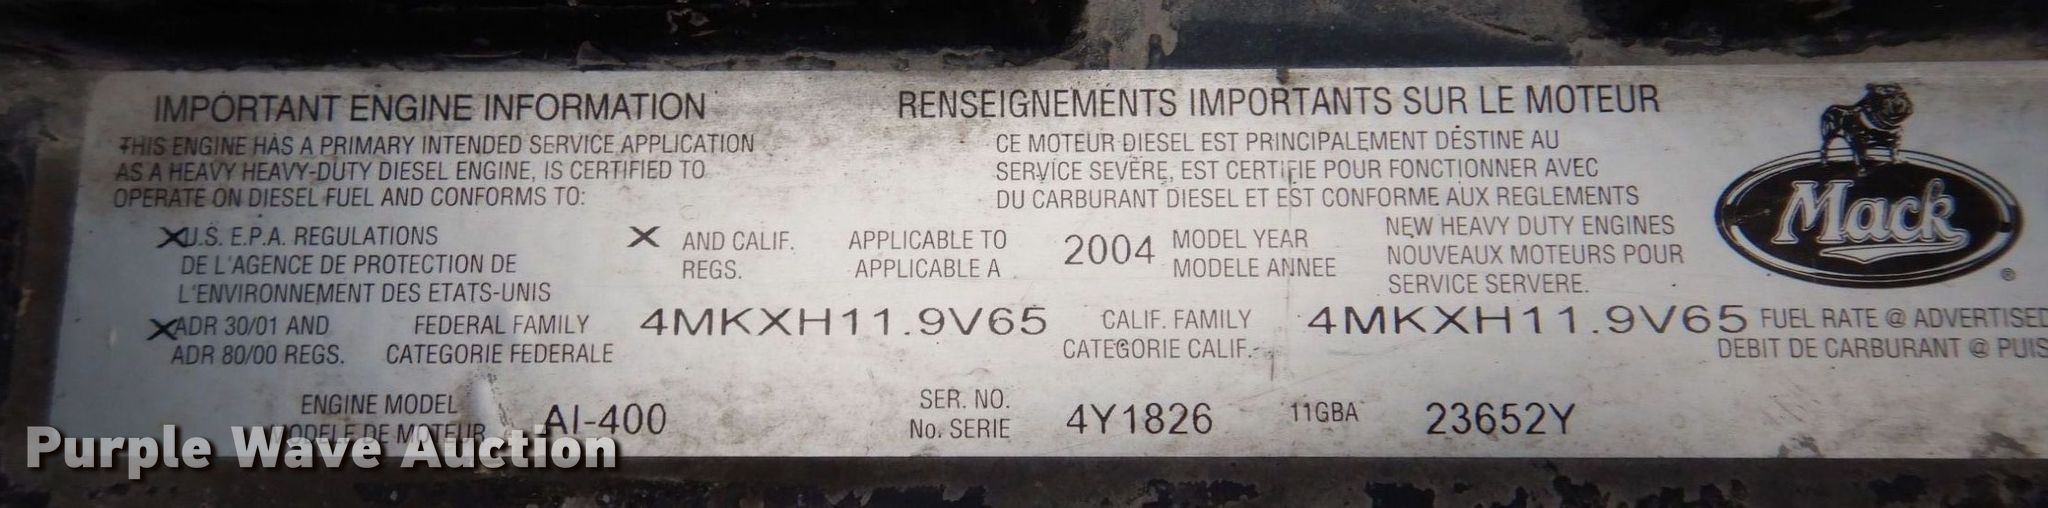 IMPORTANT ENGINE INFORMATION
THIS ENGINE HAS A PRIMARY INTENDED SERVICE APPLICATION
AS A HEAVY HEAVY-DUTY DIESEL ENGINE, IS CERTIFIED TO
OPERATE ON DIESEL FUEL AND CONFORMS TO:
RENSEIGNEMENTS IMPORTANTS SUR LE MOTEUR
CE MOTEUR DIESEL EST PRINCIPALEMENT DESTINE AU
SERVICE SEVERE, EST CERTIFIE POUR FONCTIONNER AVEC
DU CARBURANT DIESEL ET EST CONFORME AUX REGLEMENTS
Mack ®
X U.S. E.P.A. REGULATIONS
DE L'AGENCE DE PROTECTION DE
L'ENVIRONNEMENT DES ETATS-UNIS
X AND CALIF.
REGS.
APPLICABLE TO
APPLICABLE A
2004
MODEL YEAR
MODELE ANNEE
NEW HEAVY DUTY ENGINES
NOUVEAUX MOTEURS POUR
SERVICE SERVERE.
X ADR 30/01 AND
ADR 80/00 REGS.
FEDERAL FAMILY
CATEGORIE FEDERALE
4MKXH11.9V65
CALIF. FAMILY
CATEGORIE CALIF.
4MKXH11.9V65
FUEL RATE @ ADVERTISED
DEBIT DE CARBURANT @ PUIS
ENGINE MODEL
MODELE DE MOTEUR
AI-400
SER. NO.
No. SERIE
4Y1826
11GBA
23652Y
Purple Wave Auction